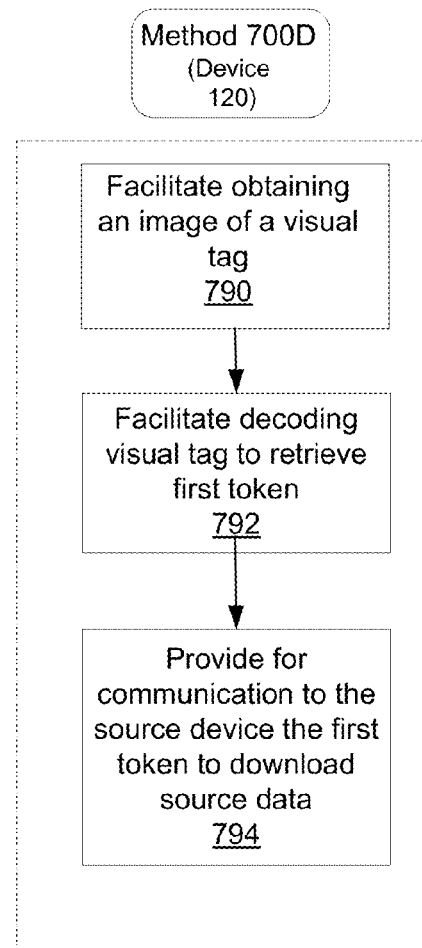 Method 700D
(Device
120)
Facilitate obtaining
an image of a visual
tag
790
Facilitate decoding
visual tag to retrieve
first token
792
Provide for
communication to the
source device the first
token to download
source data
794